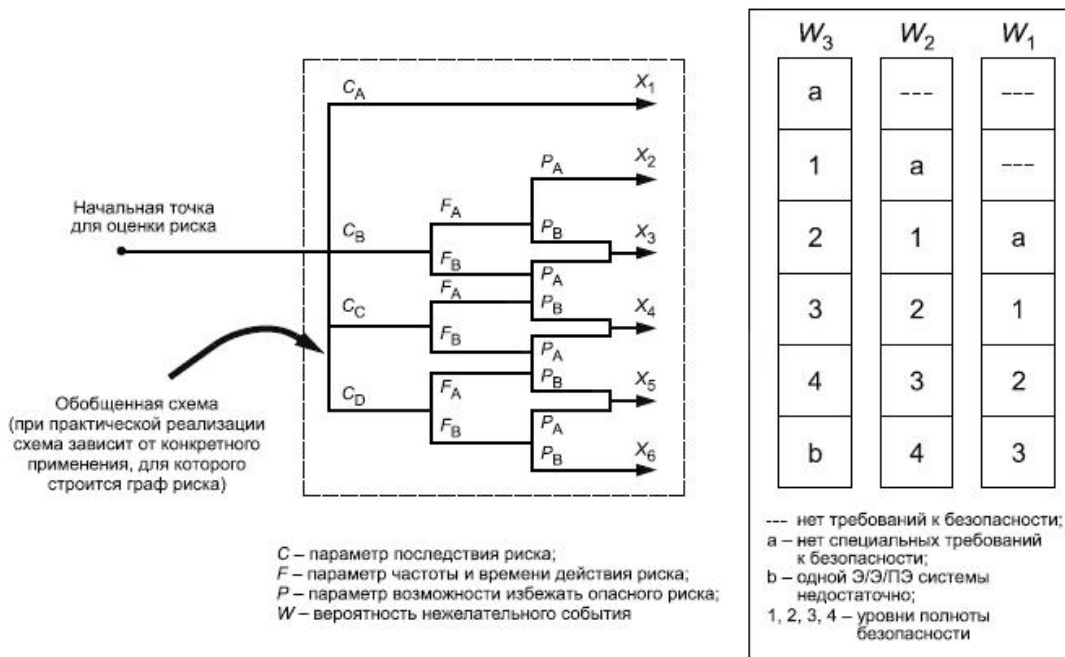 C_A
X_1
P_A
X_2
F_A
Начальная точка
для оценки риска
C_B
P_B
X_3
F_B
P_A
F_A
P_B
C_C
X_4
F_B
P_A
P_B
F_A
X_5
C_D
F_B
P_A
P_B
X_6
Обобщенная схема
(при практической реализации
схема зависит от конкретного
применения, для которого
строится граф риска)
C – параметр последствия риска;
F – параметр частоты и времени действия риска;
P – параметр возможности избежать опасного риска;
W – вероятность нежелательного события
W_3 W_2 W_1
a --- ---
1 a ---
2 1 a
3 2 1
4 3 2
b 4 3
--- нет требований к безопасности;
a – нет специальных требований
к безопасности;
b – одной Э/Э/ПЭ системы
недостаточно;
1, 2, 3, 4 – уровни полноты
безопасности